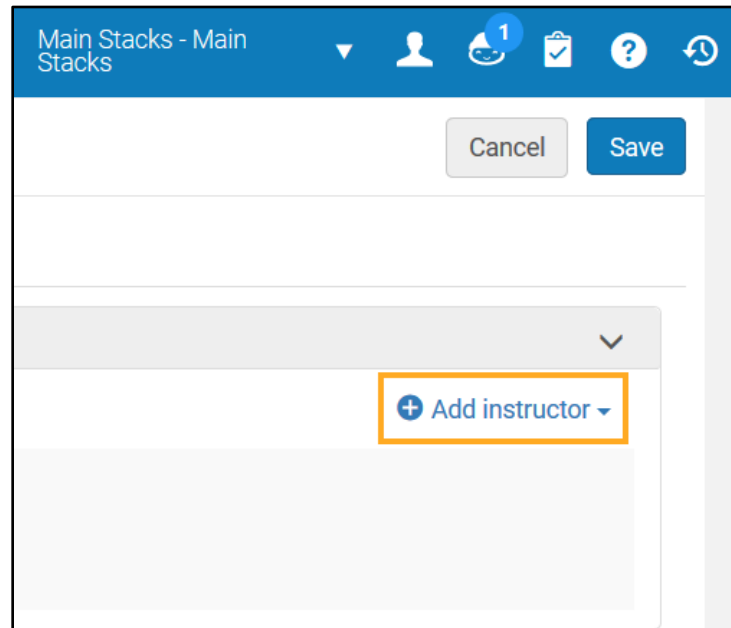 Main Stacks - Main
Stacks
1
?
Cancel
Save
Add instructor